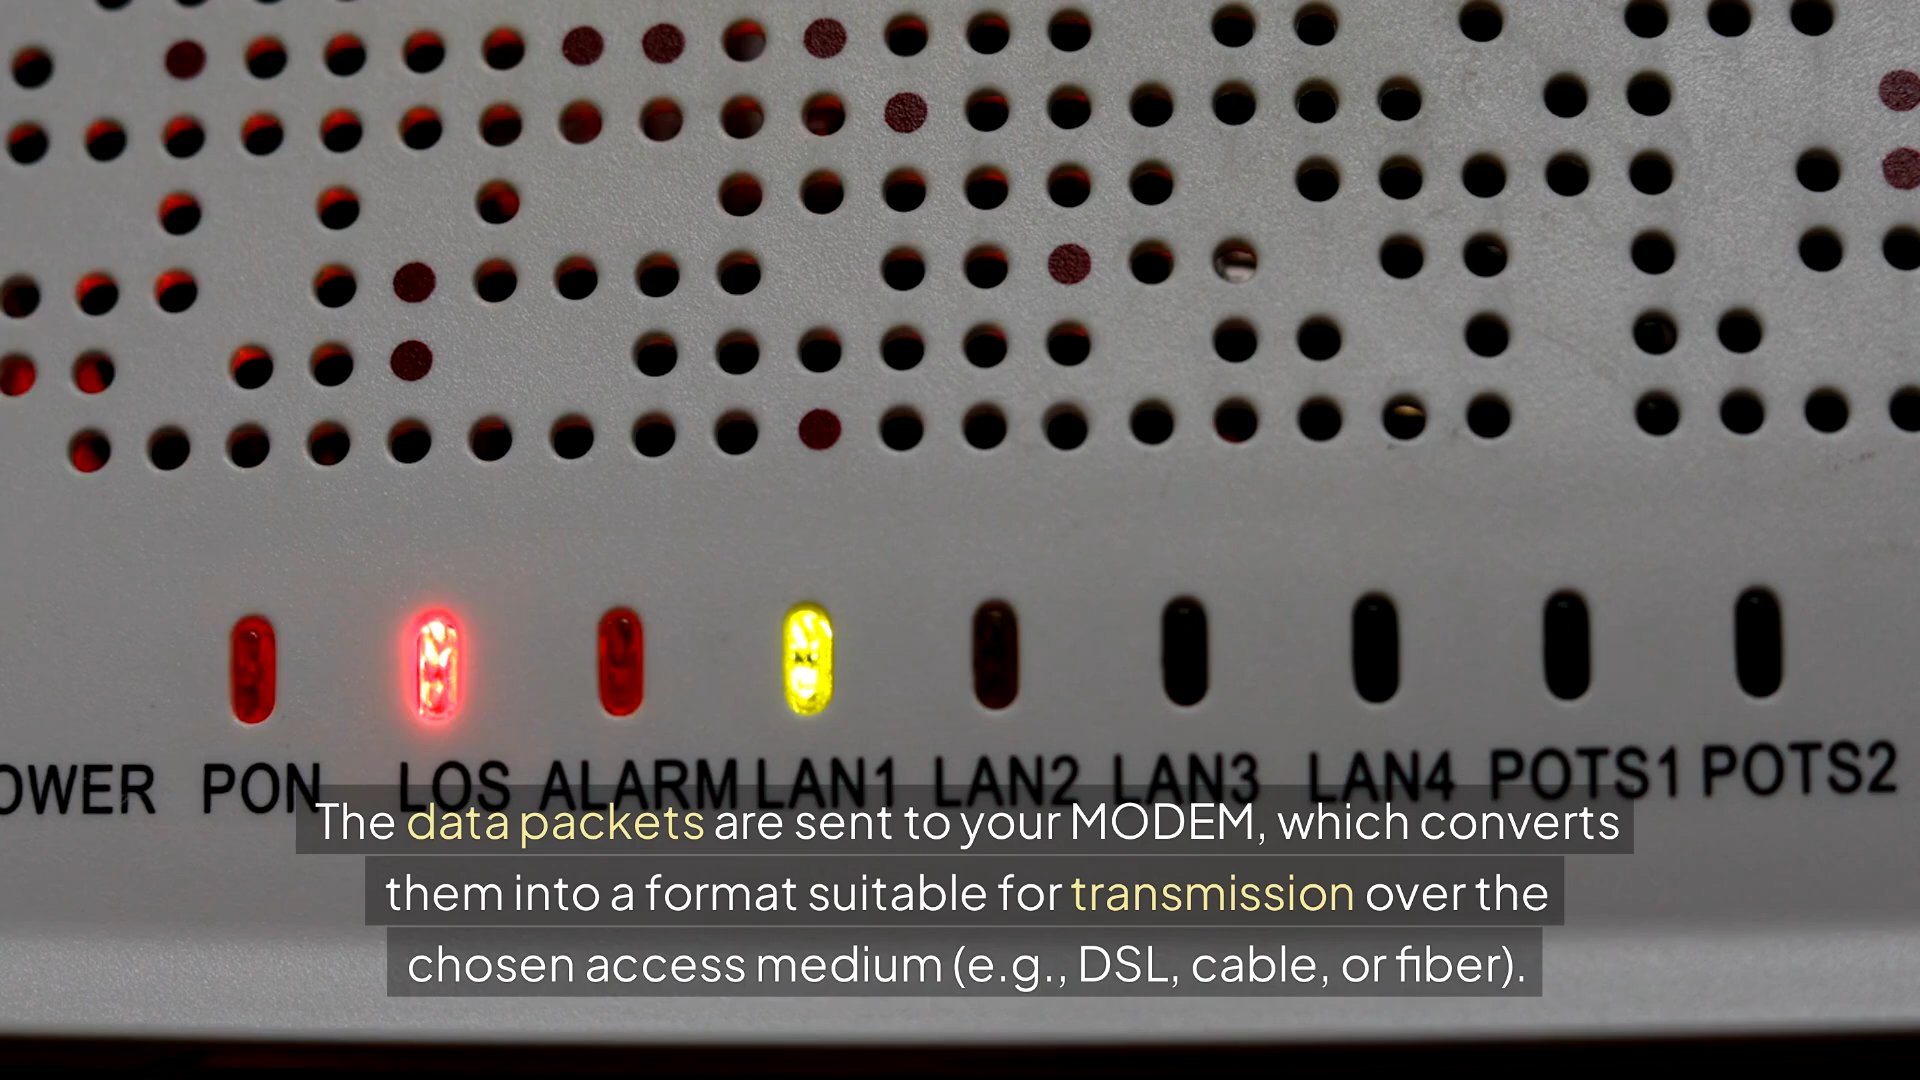 OWER PON LOS ALARM LAN1 LAN2 LAN3 LAN4 POTS1 POTS2
The data packets are sent to your MODEM, which converts
them into a format suitable for transmission over the
chosen access medium (e.g., DSL, cable, or fiber).